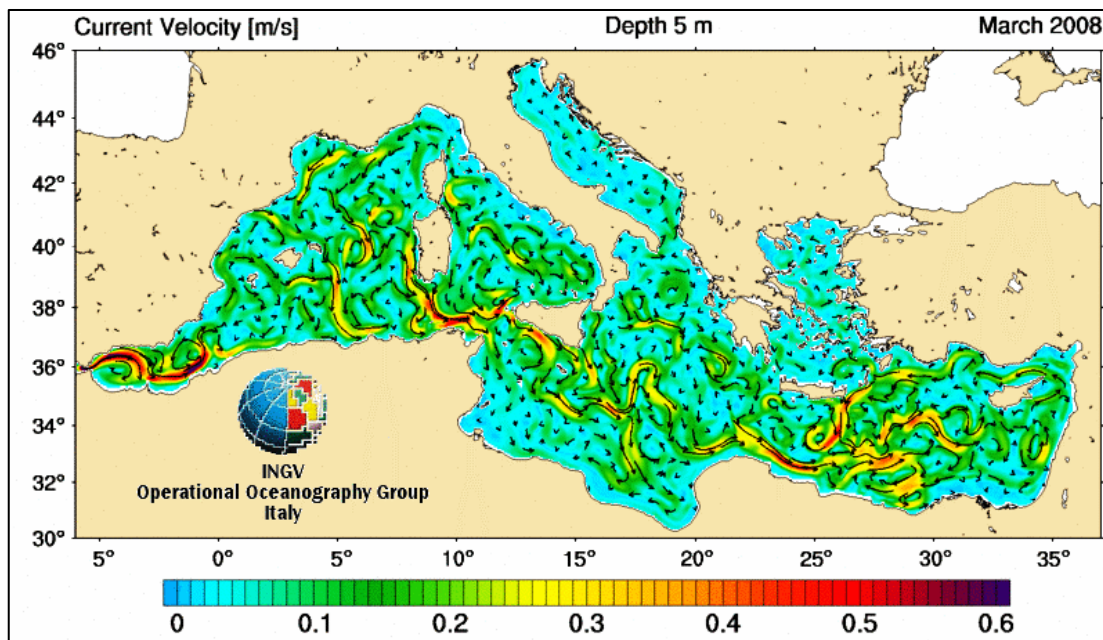 Current Velocity [m/s] Depth 5 m March 2008
46°
44°
42°
40°
38°
36°
34°
32°
30°
INGV
Operational Oceanography Group
Italy
5° 0° 5° 10° 15° 20° 25° 30° 35°
0 0.1 0.2 0.3 0.4 0.5 0.6